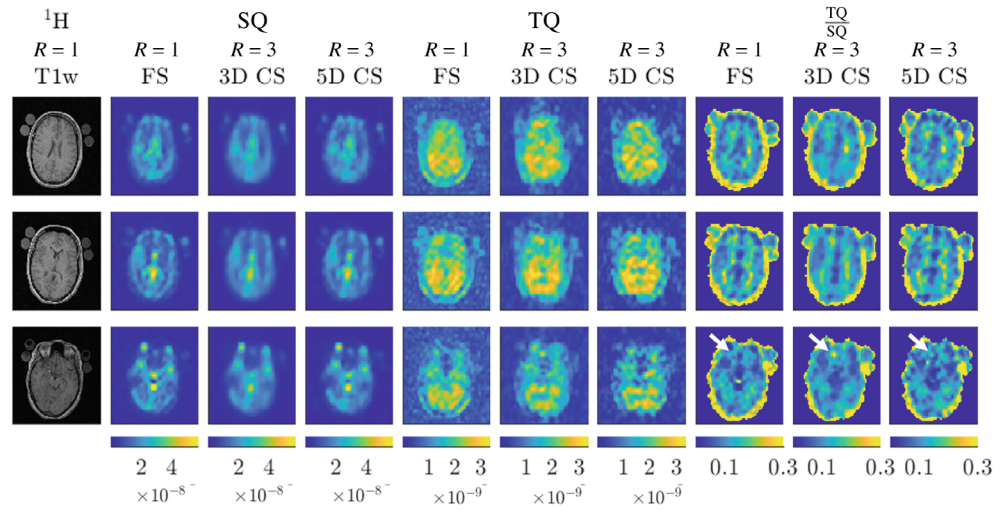 ¹H SQ TQ TQ/SQ
R = 1 R = 1 R = 3 R = 3 R = 1 R = 3 R = 3 R = 1 R = 3 R = 3
T1w FS 3D CS 5D CS FS 3D CS 5D CS FS 3D CS 5D CS
2 4 2 4 2 4 1 2 3 1 2 3 1 2 3 0.1 0.3 0.1 0.3 0.1 0.3
×10⁻⁸ ×10⁻⁸ ×10⁻⁸ ×10⁻⁹ ×10⁻⁹ ×10⁻⁹